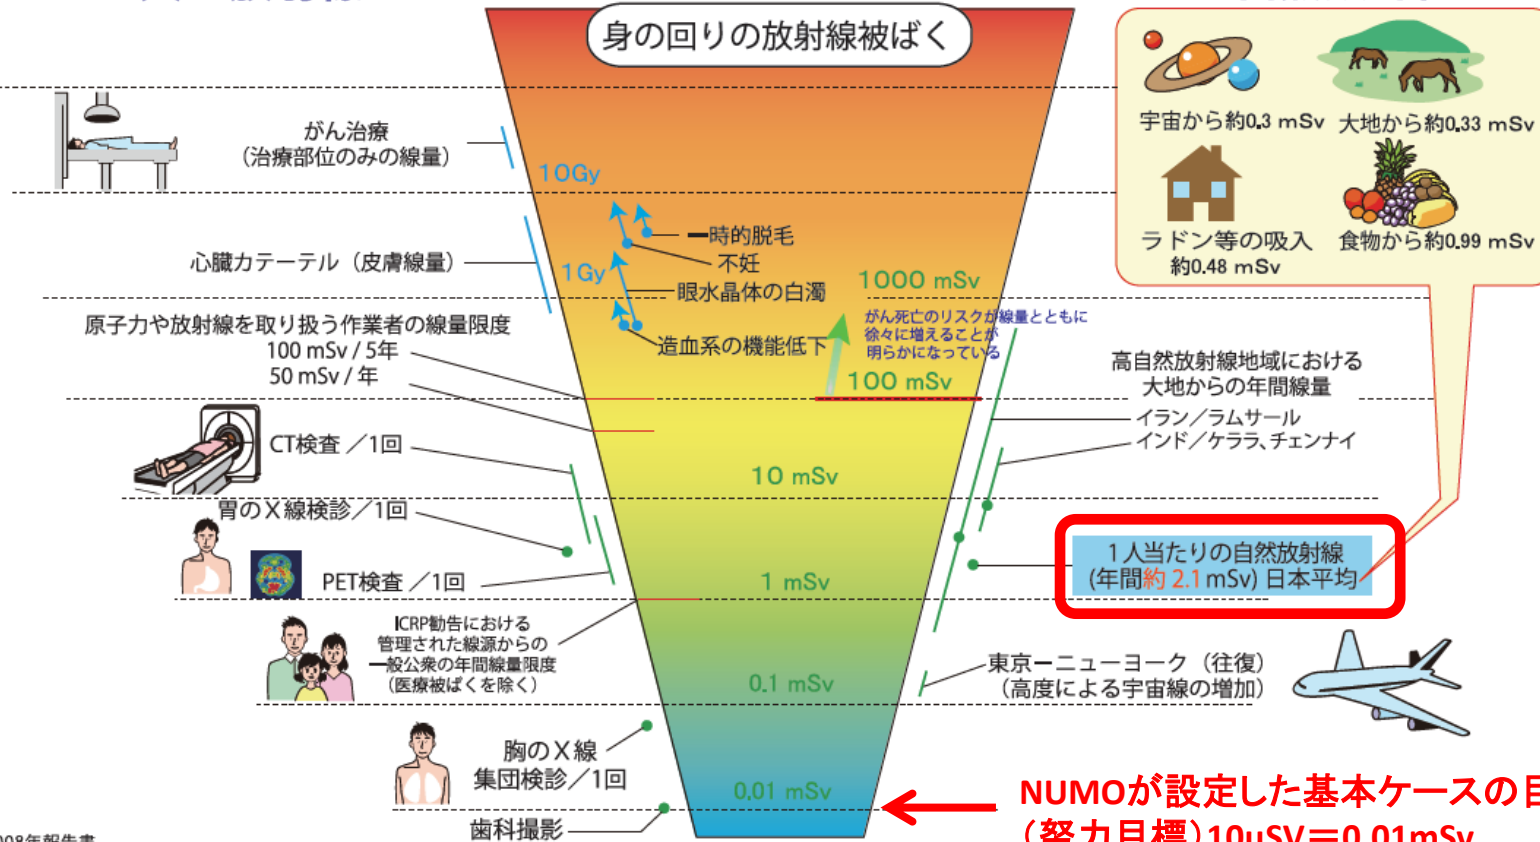 身の回りの放射線被ばく
宇宙から約0.3 mSv
大地から約0.33 mSv
ラドン等の吸入
約0.48 mSv
食物から約0.99 mSv
がん治療
（治療部位のみの線量）
10Gy
一時的脱毛
不妊
心臓カテーテル（皮膚線量）
1Gy
眼水晶体の白濁
1000 mSv
がん死亡のリスクが線量とともに
徐々に増えることが
明らかになっている
造血系の機能低下
原子力や放射線を取り扱う作業者の線量限度
100 mSv / 5年
50 mSv / 年
100 mSv
高自然放射線地域における
大地からの年間線量
イラン／ラムサール
インド／ケララ、チェンナイ
CT検査 ／1回
10 mSv
胃のX線検診／1回
PET検査 ／1回
1 mSv
1人当たりの自然放射線
(年間約 2.1 mSv) 日本平均
ICRP勧告における
管理された線源からの
一般公衆の年間線量限度
（医療被ばくを除く）
0.1 mSv
東京ーニューヨーク（往復）
（高度による宇宙線の増加）
胸のX線
集団検診／1回
0.01 mSv
歯科撮影
NUMOが設定した基本ケースの目
（努力目標）10μSV＝0.01mSv